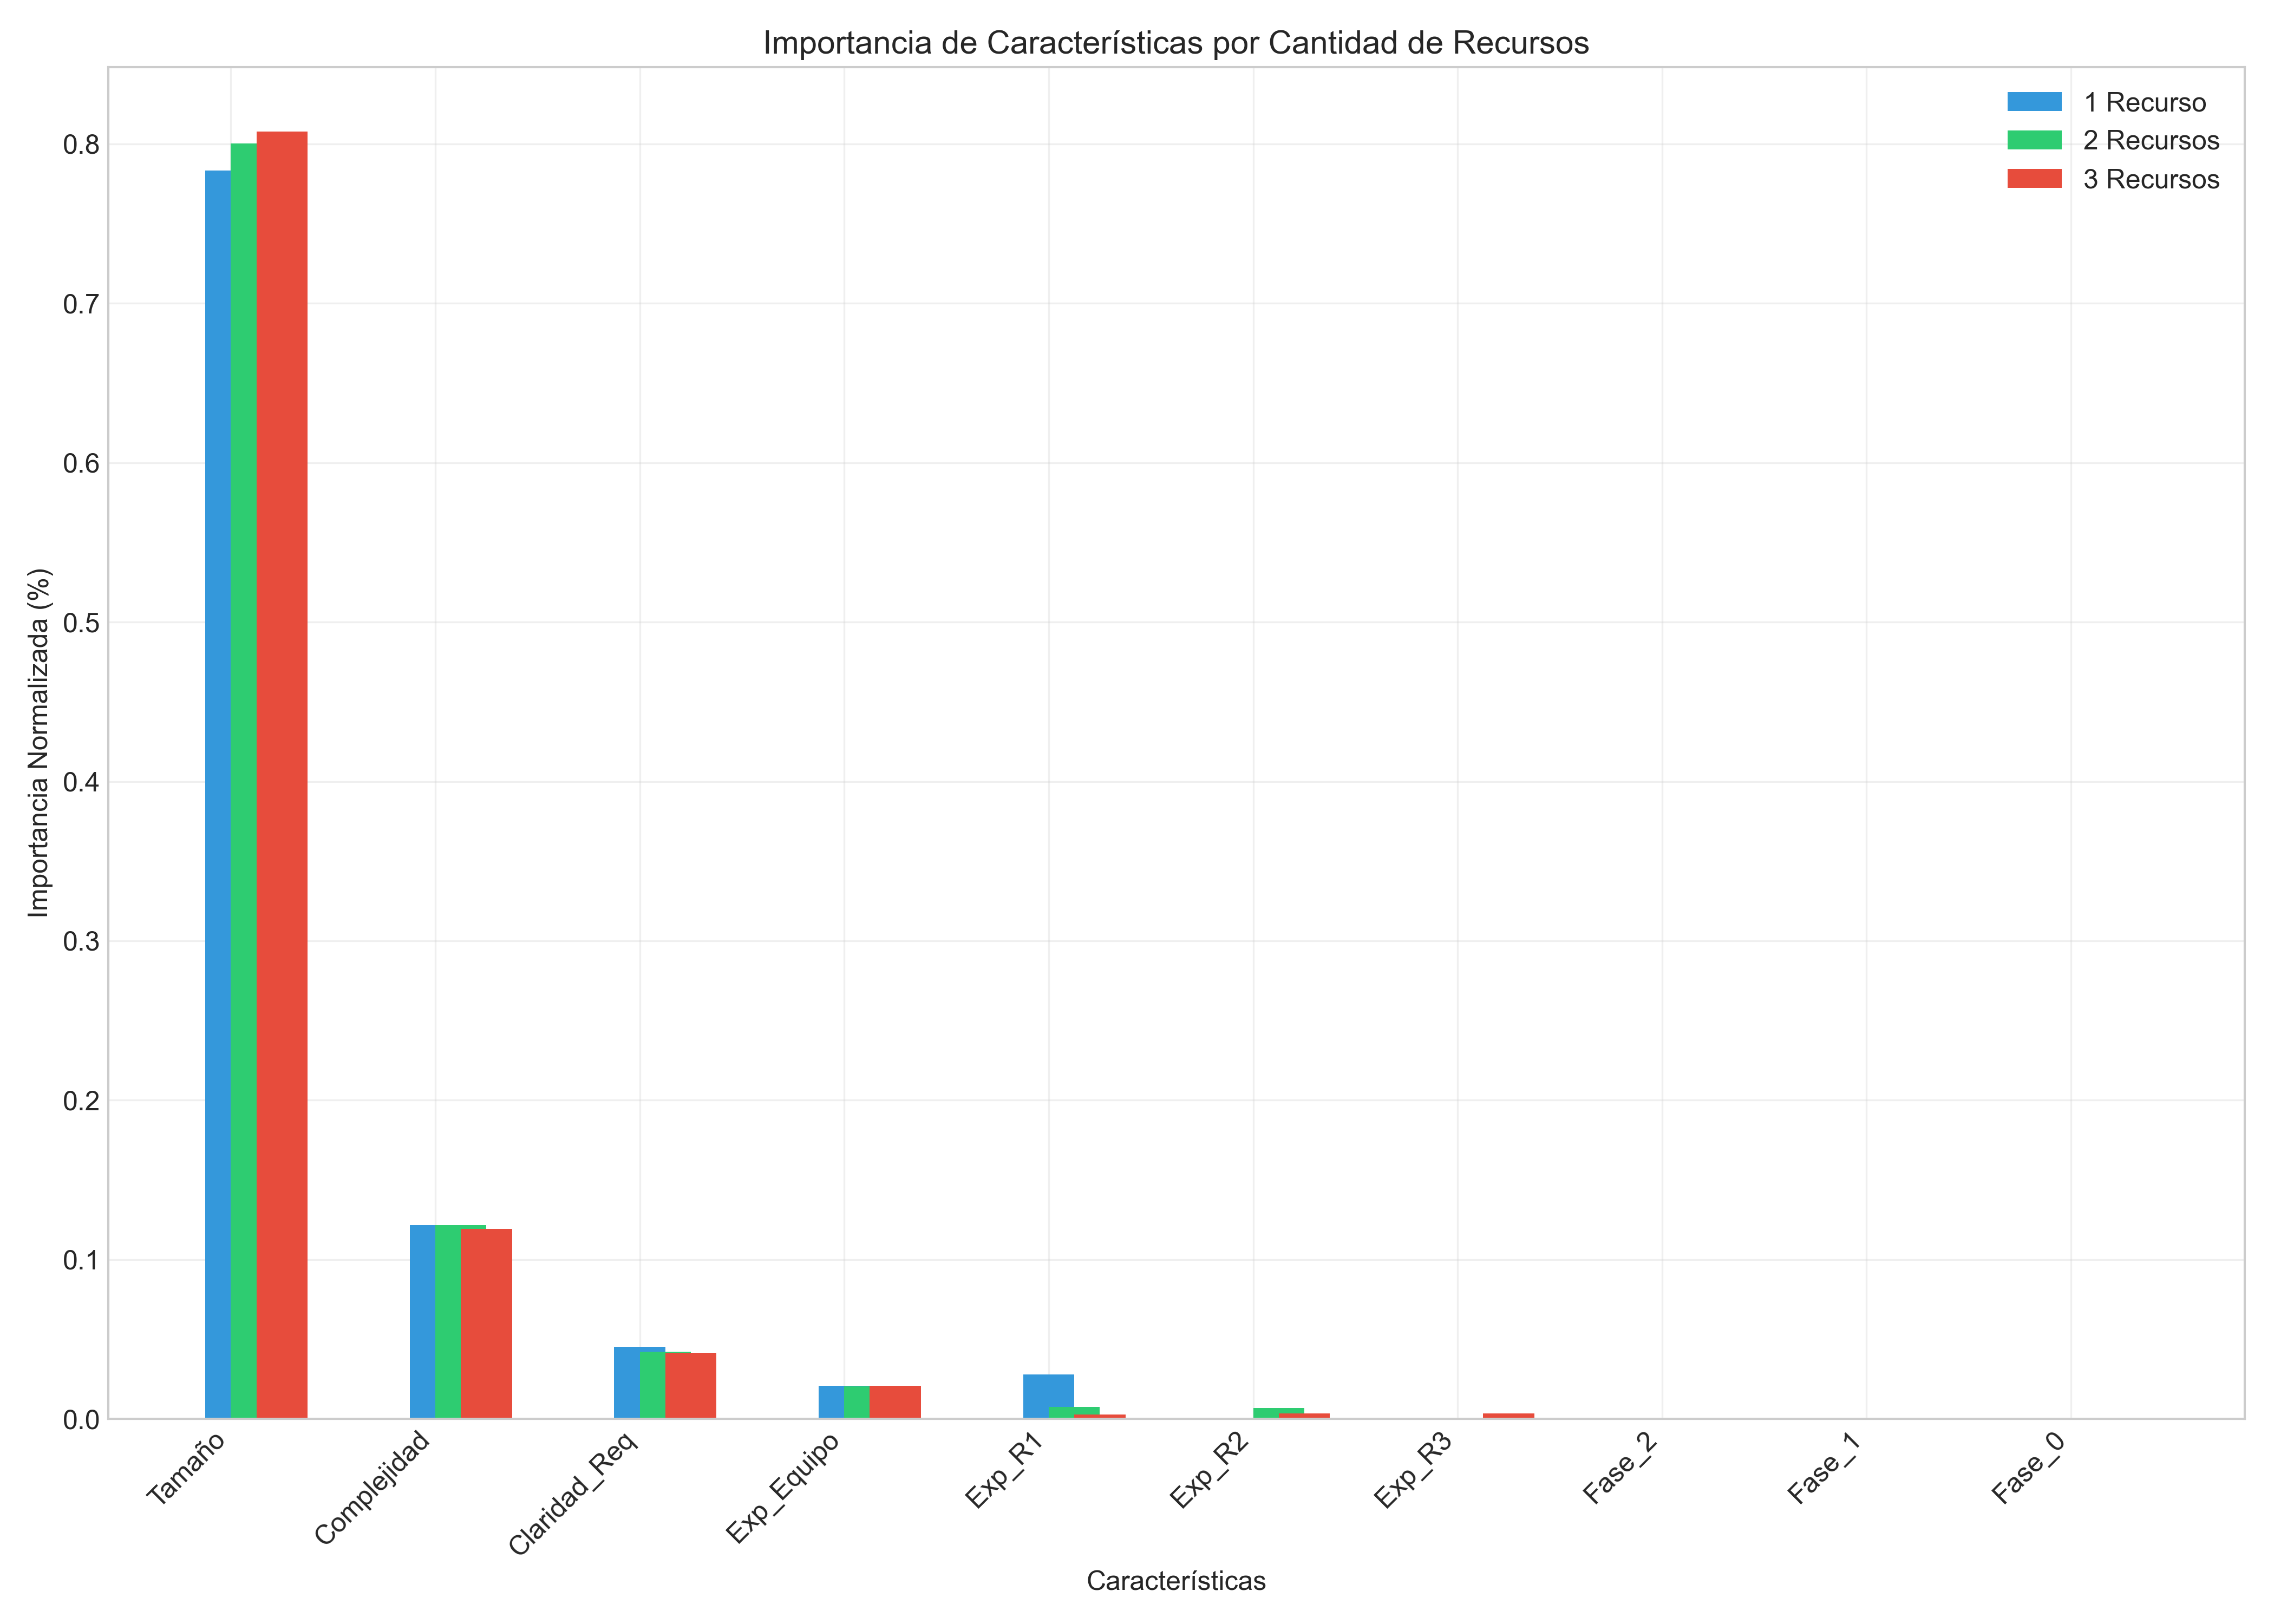 Importancia de Características por Cantidad de Recursos
1 Recurso
2 Recursos
3 Recursos
Importancia Normalizada (%)
0.8
0.7
0.6
0.5
0.4
0.3
0.2
0.1
0.0
Tamaño
Complejidad
Claridad_Req
Exp_Equipo
Exp_R1
Exp_R2
Exp_R3
Fase_2
Fase_1
Fase_0
Características